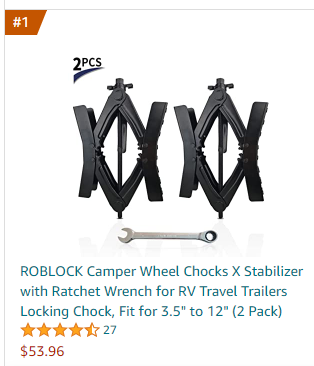 #1
2PCS
ROBLOCK Camper Wheel Chocks X Stabilizer
with Ratchet Wrench for RV Travel Trailers
Locking Chock, Fit for 3.5" to 12" (2 Pack)
27
$53.96